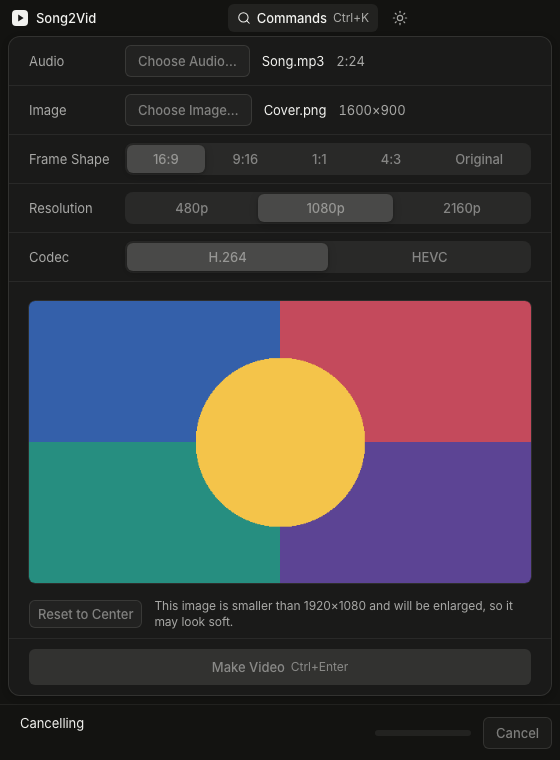 Song2Vid
Commands Ctrl+K
Audio Choose Audio... Song.mp3 2:24
Image Choose Image... Cover.png 1600×900
Frame Shape 16:9 9:16 1:1 4:3 Original
Resolution 480p 1080p 2160p
Codec H.264 HEVC
Reset to Center
This image is smaller than 1920×1080 and will be enlarged, so it
may look soft.
Make Video Ctrl+Enter
Cancelling
Cancel